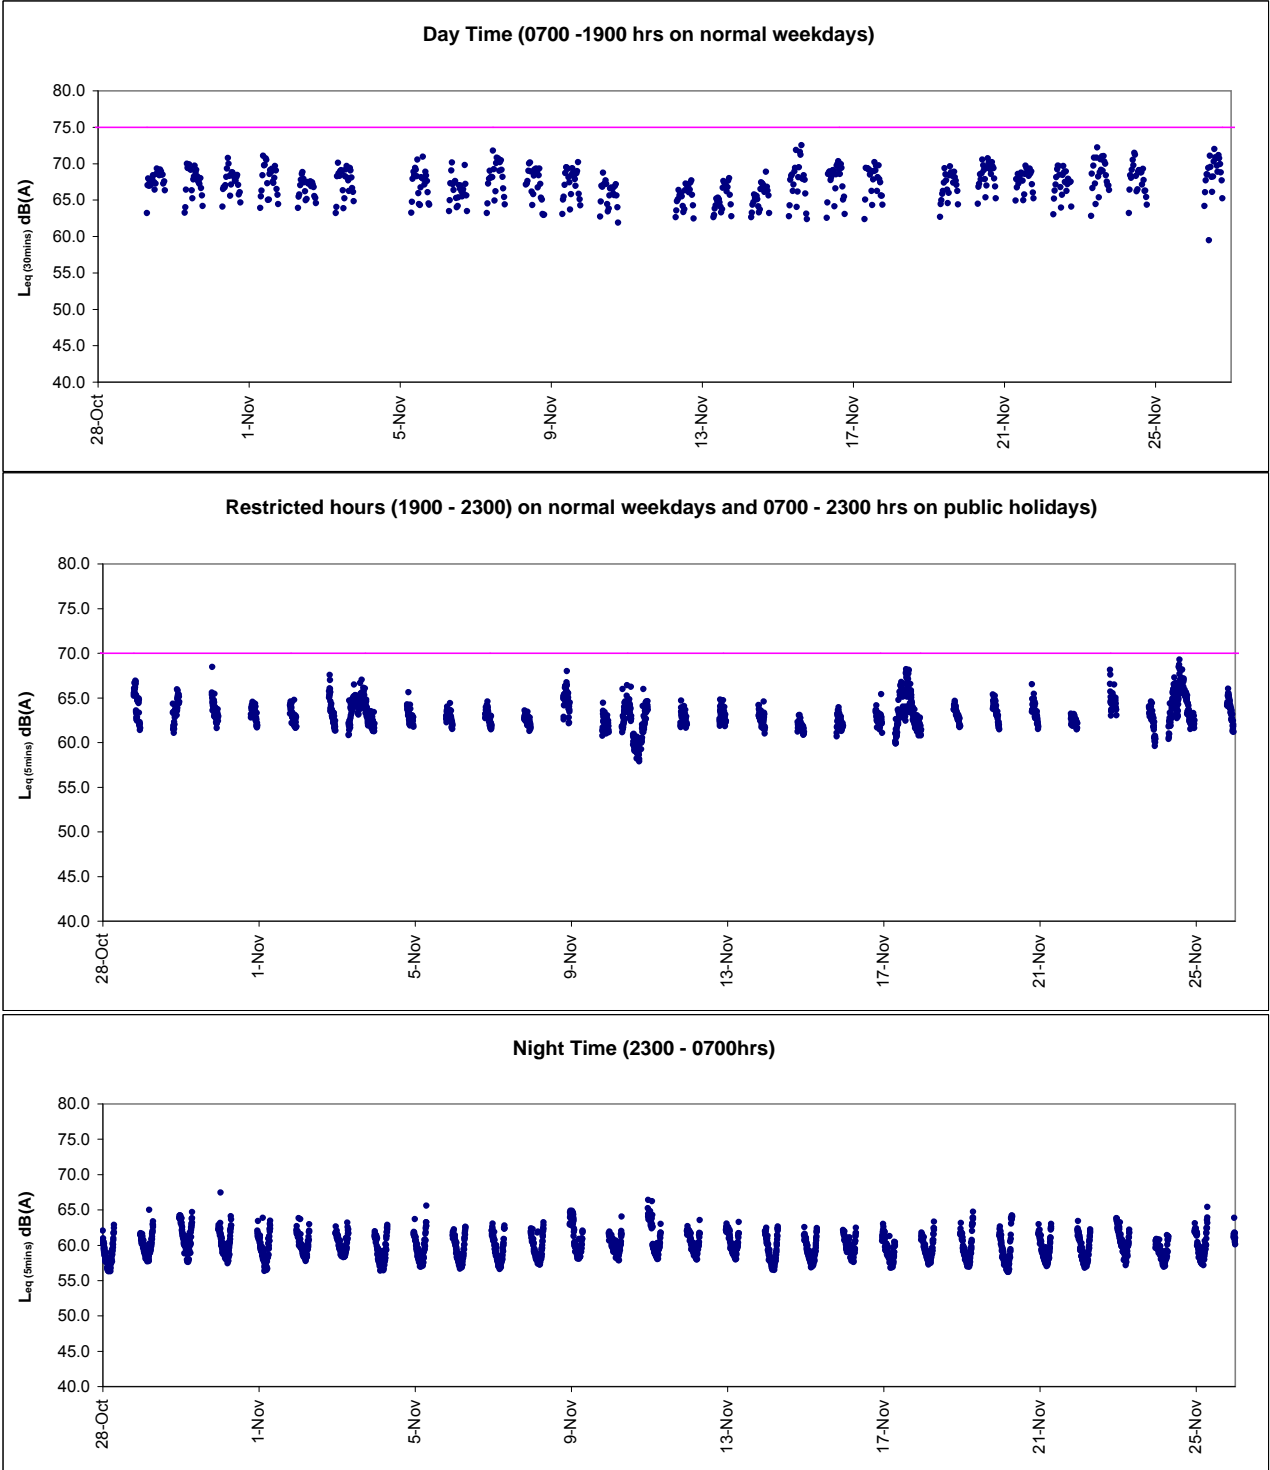 Day Time (0700 -1900 hrs on normal weekdays)
80.0
75.0
70.0
65.0
60.0
55.0
50.0
45.0
40.0
Leq (30mins) dB(A)
28-Oct
1-Nov
5-Nov
9-Nov
13-Nov
17-Nov
21-Nov
25-Nov
Restricted hours (1900 - 2300) on normal weekdays and 0700 - 2300 hrs on public holidays)
80.0
75.0
70.0
65.0
60.0
55.0
50.0
45.0
40.0
Leq (5mins) dB(A)
28-Oct
1-Nov
5-Nov
9-Nov
13-Nov
17-Nov
21-Nov
25-Nov
Night Time (2300 - 0700hrs)
80.0
75.0
70.0
65.0
60.0
55.0
50.0
45.0
40.0
Leq (5mins) dB(A)
28-Oct
1-Nov
5-Nov
9-Nov
13-Nov
17-Nov
21-Nov
25-Nov